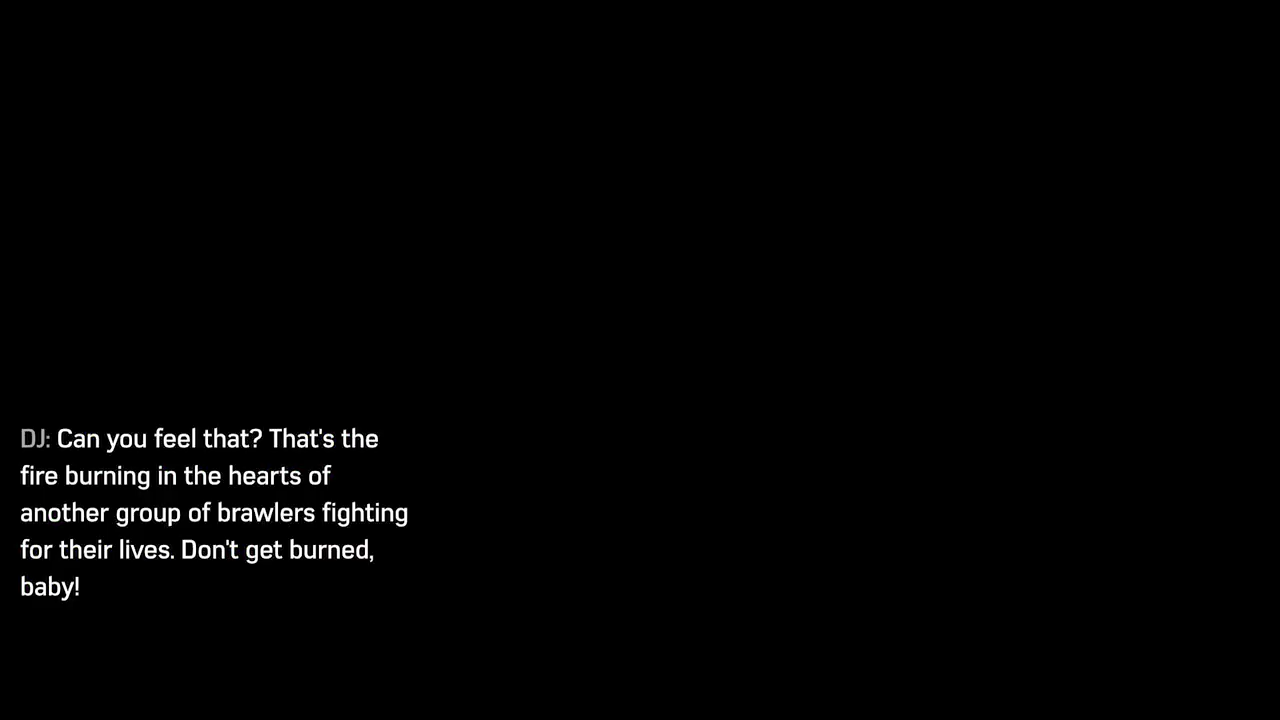 DJ: Can you feel that? That's the
fire burning in the hearts of
another group of brawlers fighting
for their lives. Don't get burned,
baby!